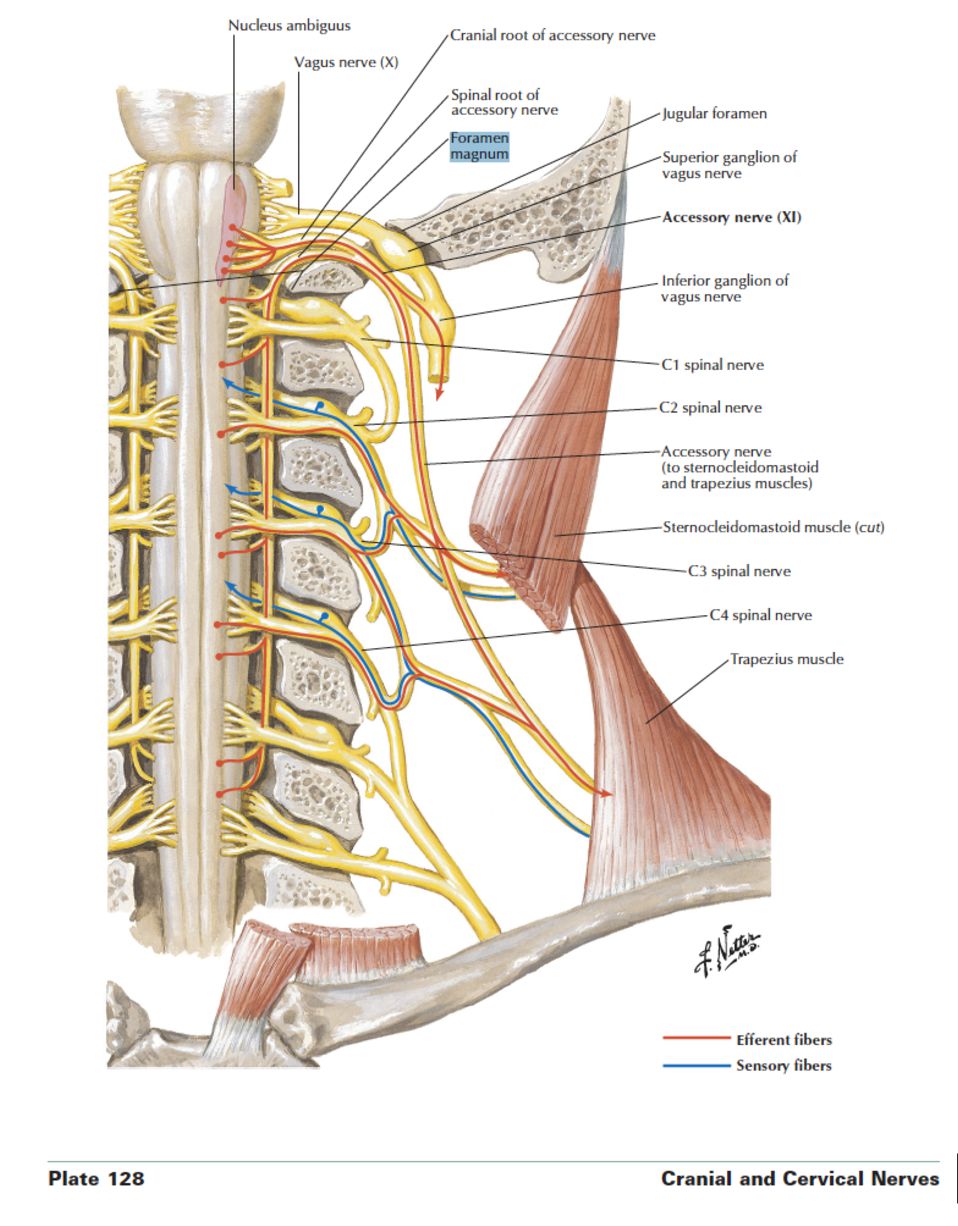 Nucleus ambiguus
Cranial root of accessory nerve
Vagus nerve (X)
Spinal root of
accessory nerve
Foramen
magnum
Jugular foramen
Superior ganglion of
vagus nerve
Accessory nerve (XI)
Inferior ganglion of
vagus nerve
C1 spinal nerve
C2 spinal nerve
Accessory nerve
(to sternocleidomastoid
and trapezius muscles)
Sternocleidomastoid muscle (cut)
C3 spinal nerve
C4 spinal nerve
Trapezius muscle
F. Netter
M.D.
Efferent fibers
Sensory fibers
Plate 128
Cranial and Cervical Nerves